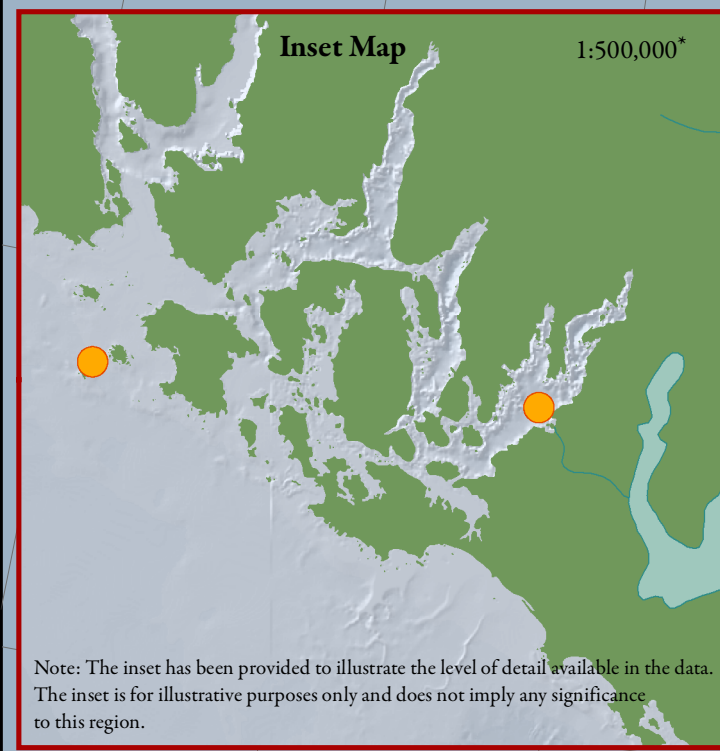 Inset Map
1:500,000*
Note: The inset has been provided to illustrate the level of detail available in the data.
The inset is for illustrative purposes only and does not imply any significance
to this region.